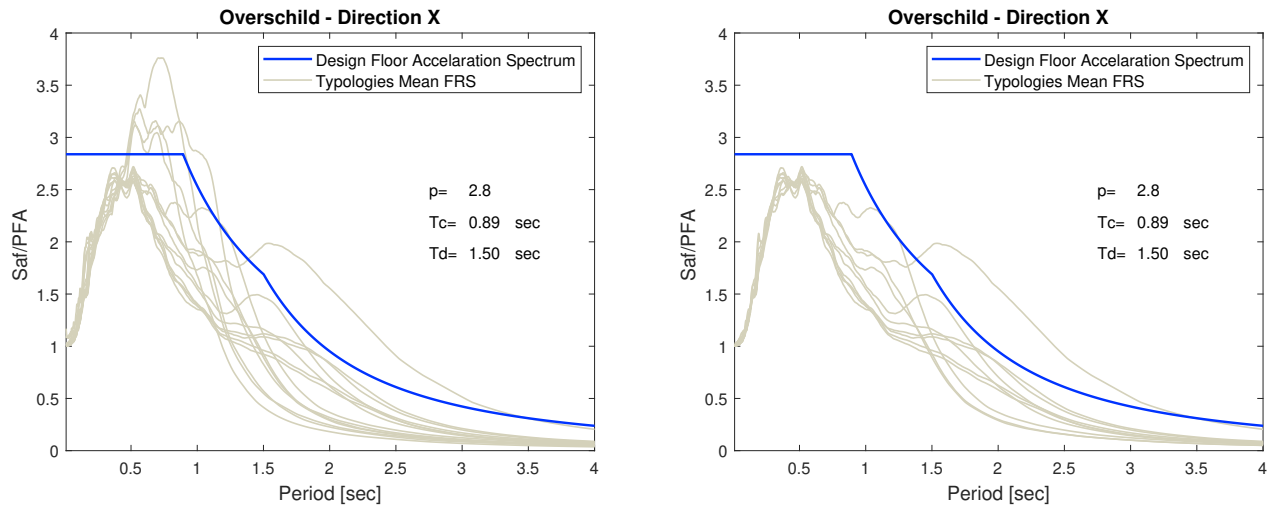 Overschild - Direction X
4
3.5
3
2.5
2
1.5
1
0.5
0
Saf/PFA
Design Floor Accelaration Spectrum
Typologies Mean FRS
p= 2.8
Tc= 0.89 sec
Td= 1.50 sec
0.5 1 1.5 2 2.5 3 3.5 4
Period [sec]
Overschild - Direction X
4
3.5
3
2.5
2
1.5
1
0.5
0
Saf/PFA
Design Floor Accelaration Spectrum
Typologies Mean FRS
p= 2.8
Tc= 0.89 sec
Td= 1.50 sec
0.5 1 1.5 2 2.5 3 3.5 4
Period [sec]